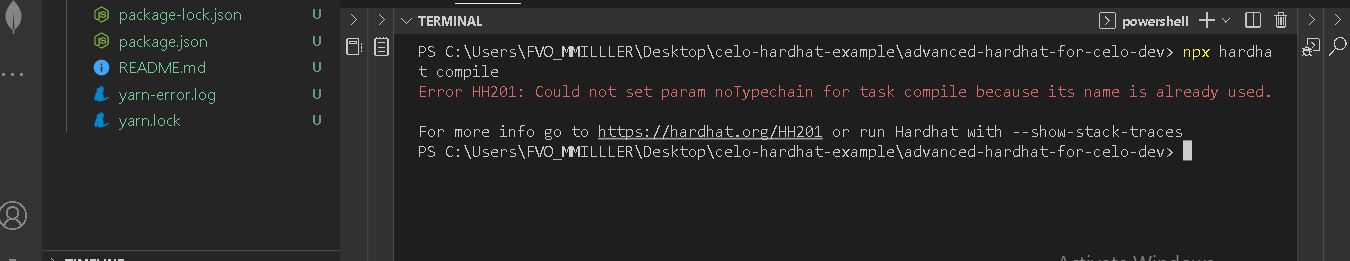 package-lock.json U
package.json U
README.md U
yarn-error.log U
yarn.lock U
TIMELINE
TERMINAL
powershell
PS C:\Users\FVO_MMILLLER\Desktop\celo-hardhat-example\advanced-hardhat-for-celo-dev> npx hardha
t compile
Error HH201: Could not set param noTypechain for task compile because its name is already used.
For more info go to https://hardhat.org/HH201 or run Hardhat with --show-stack-traces
PS C:\Users\FVO_MMILLLER\Desktop\celo-hardhat-example\advanced-hardhat-for-celo-dev>
Activate Windows